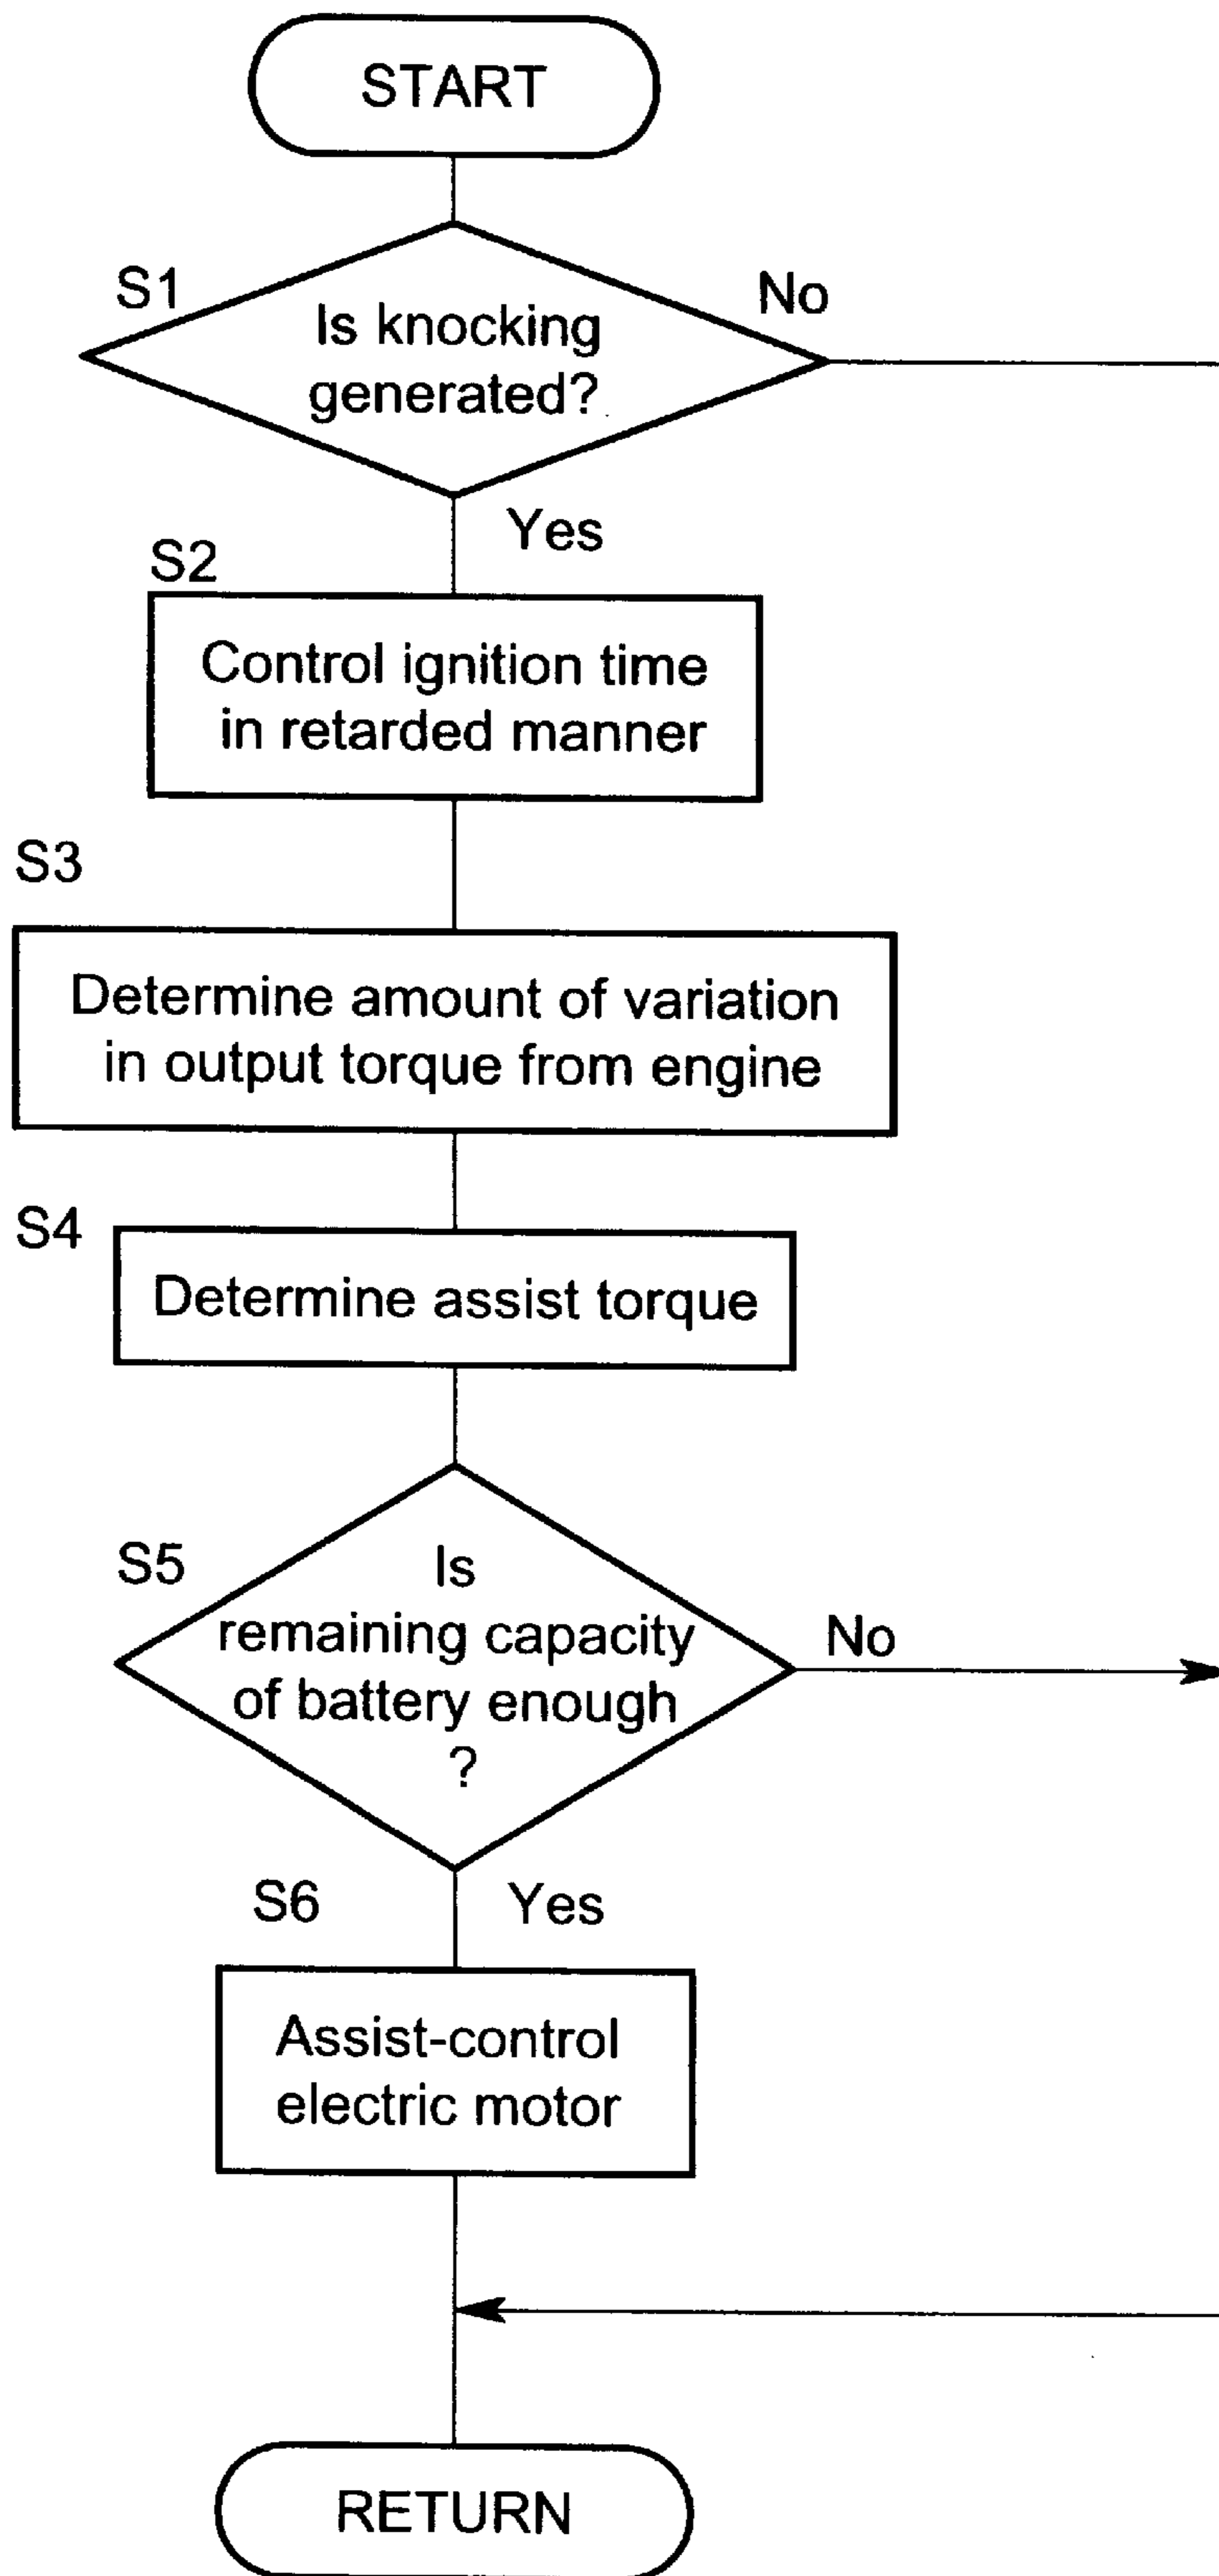 START
S1
No
Is knocking
generated?
Yes
S2
Control ignition time
in retarded manner
S3
Determine amount of variation
in output torque from engine
S4
Determine assist torque
S5
Is
remaining capacity
of battery enough
?
No
S6
Yes
Assist-control
electric motor
RETURN